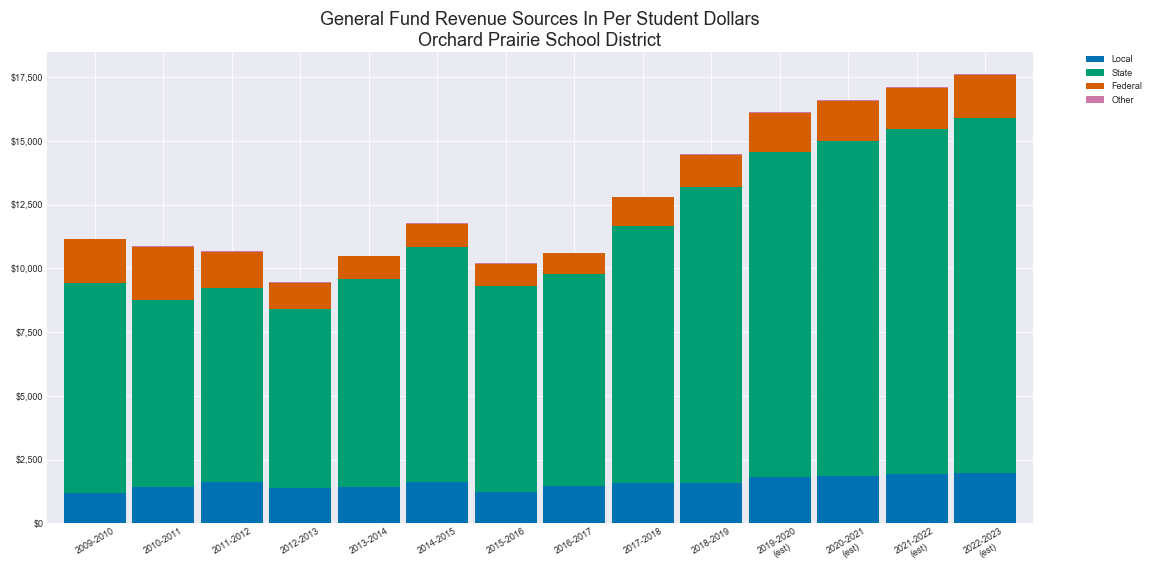 General Fund Revenue Sources In Per Student Dollars
Orchard Prairie School District
Local
State
Federal
Other
$17,500
$15,000
$12,500
$10,000
$7,500
$5,000
$2,500
$0
2009-2010
2010-2011
2011-2012
2012-2013
2013-2014
2014-2015
2015-2016
2016-2017
2017-2018
2018-2019
2019-2020
(est)
2020-2021
(est)
2021-2022
(est)
2022-2023
(est)